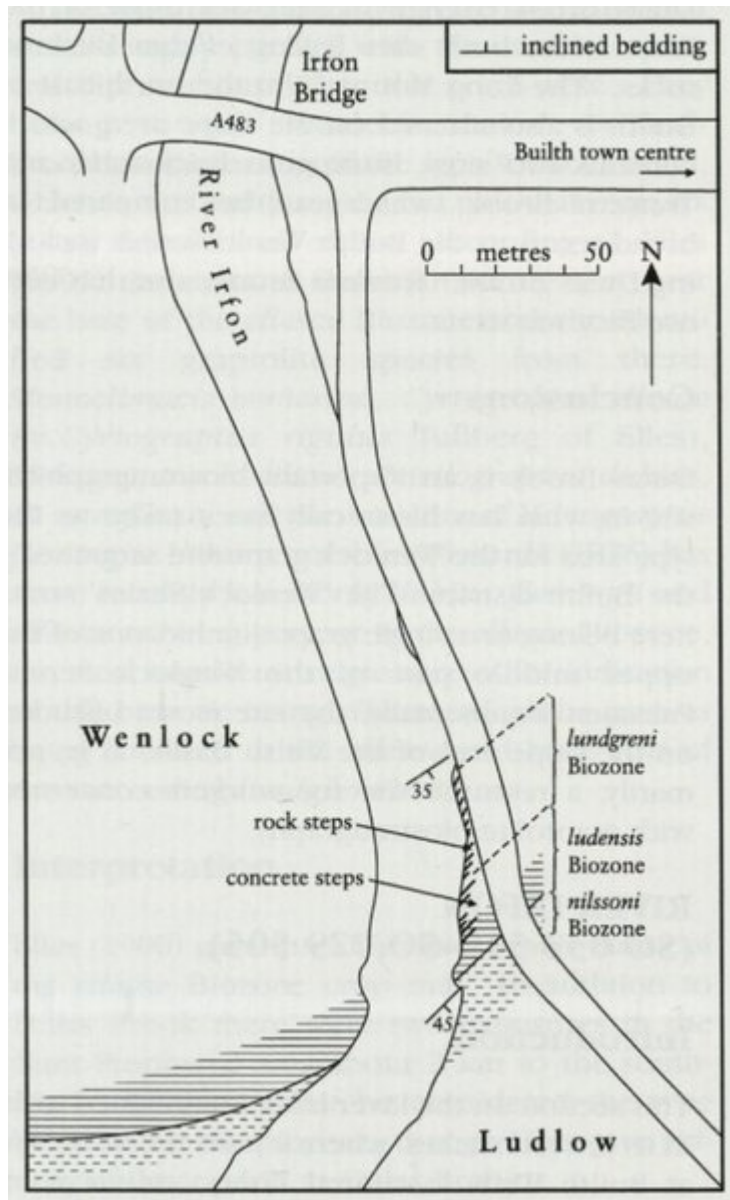 inclined bedding
Irfon
Bridge
A483
Builth town centre
River Irfon
0 metres 50
N
Wenlock
lundgreni
Biozone
35
rock steps
ludensis
Biozone
concrete steps
nilssoni
Biozone
45
Ludlow